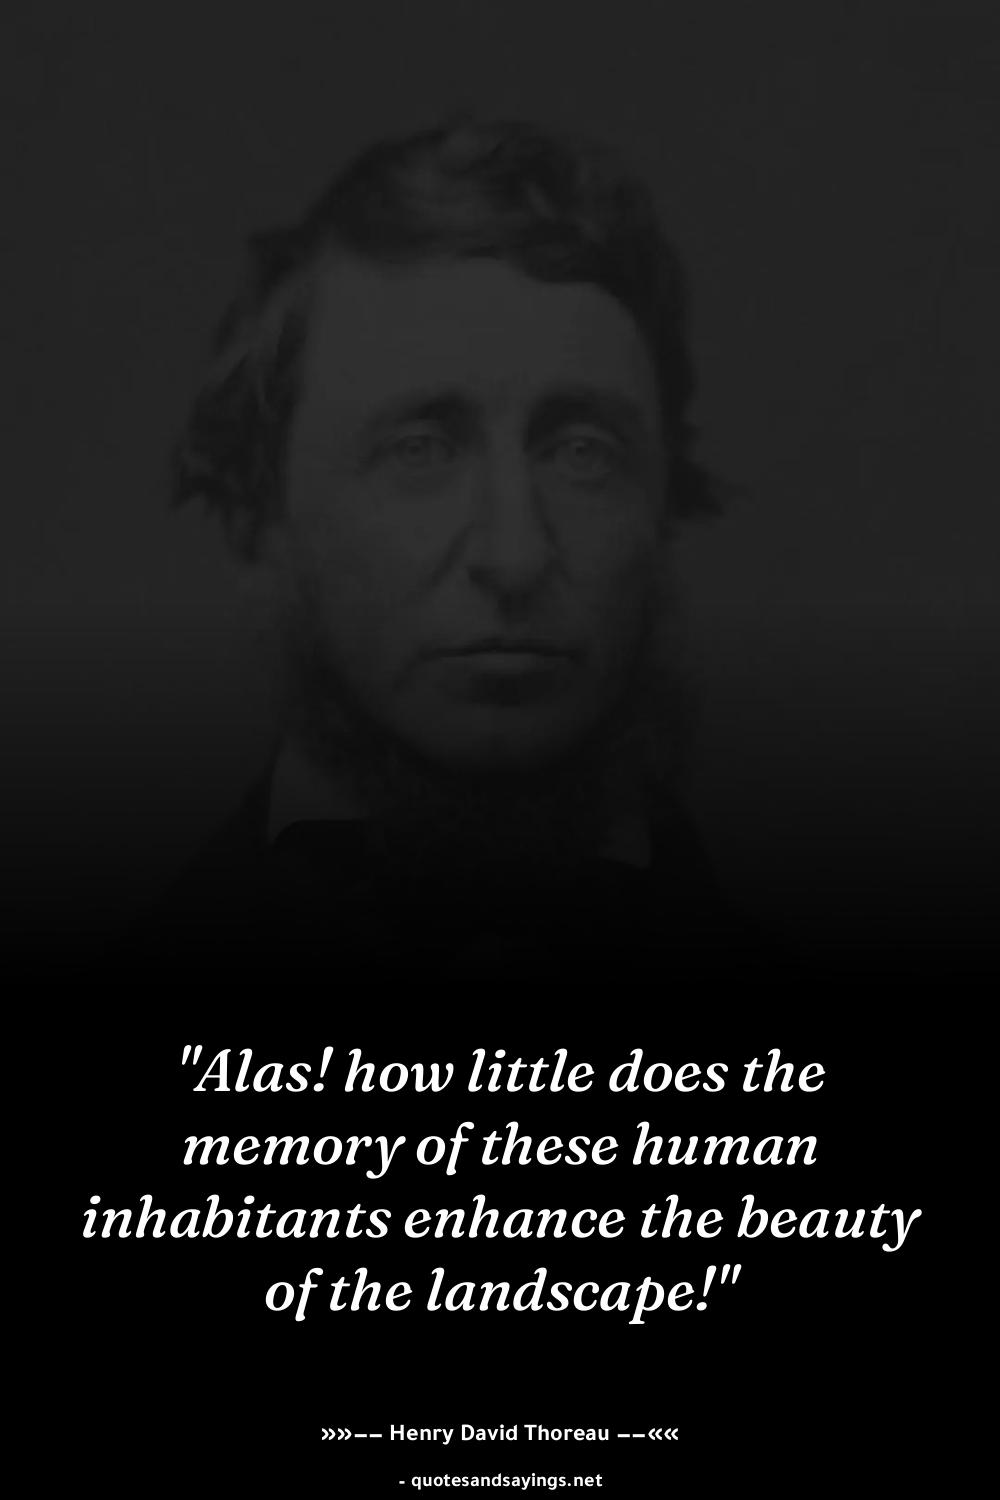 "Alas! how little does the
memory of these human
inhabitants enhance the beauty
of the landscape!"
»»−− Henry David Thoreau −−««
- quotesandsayings.net